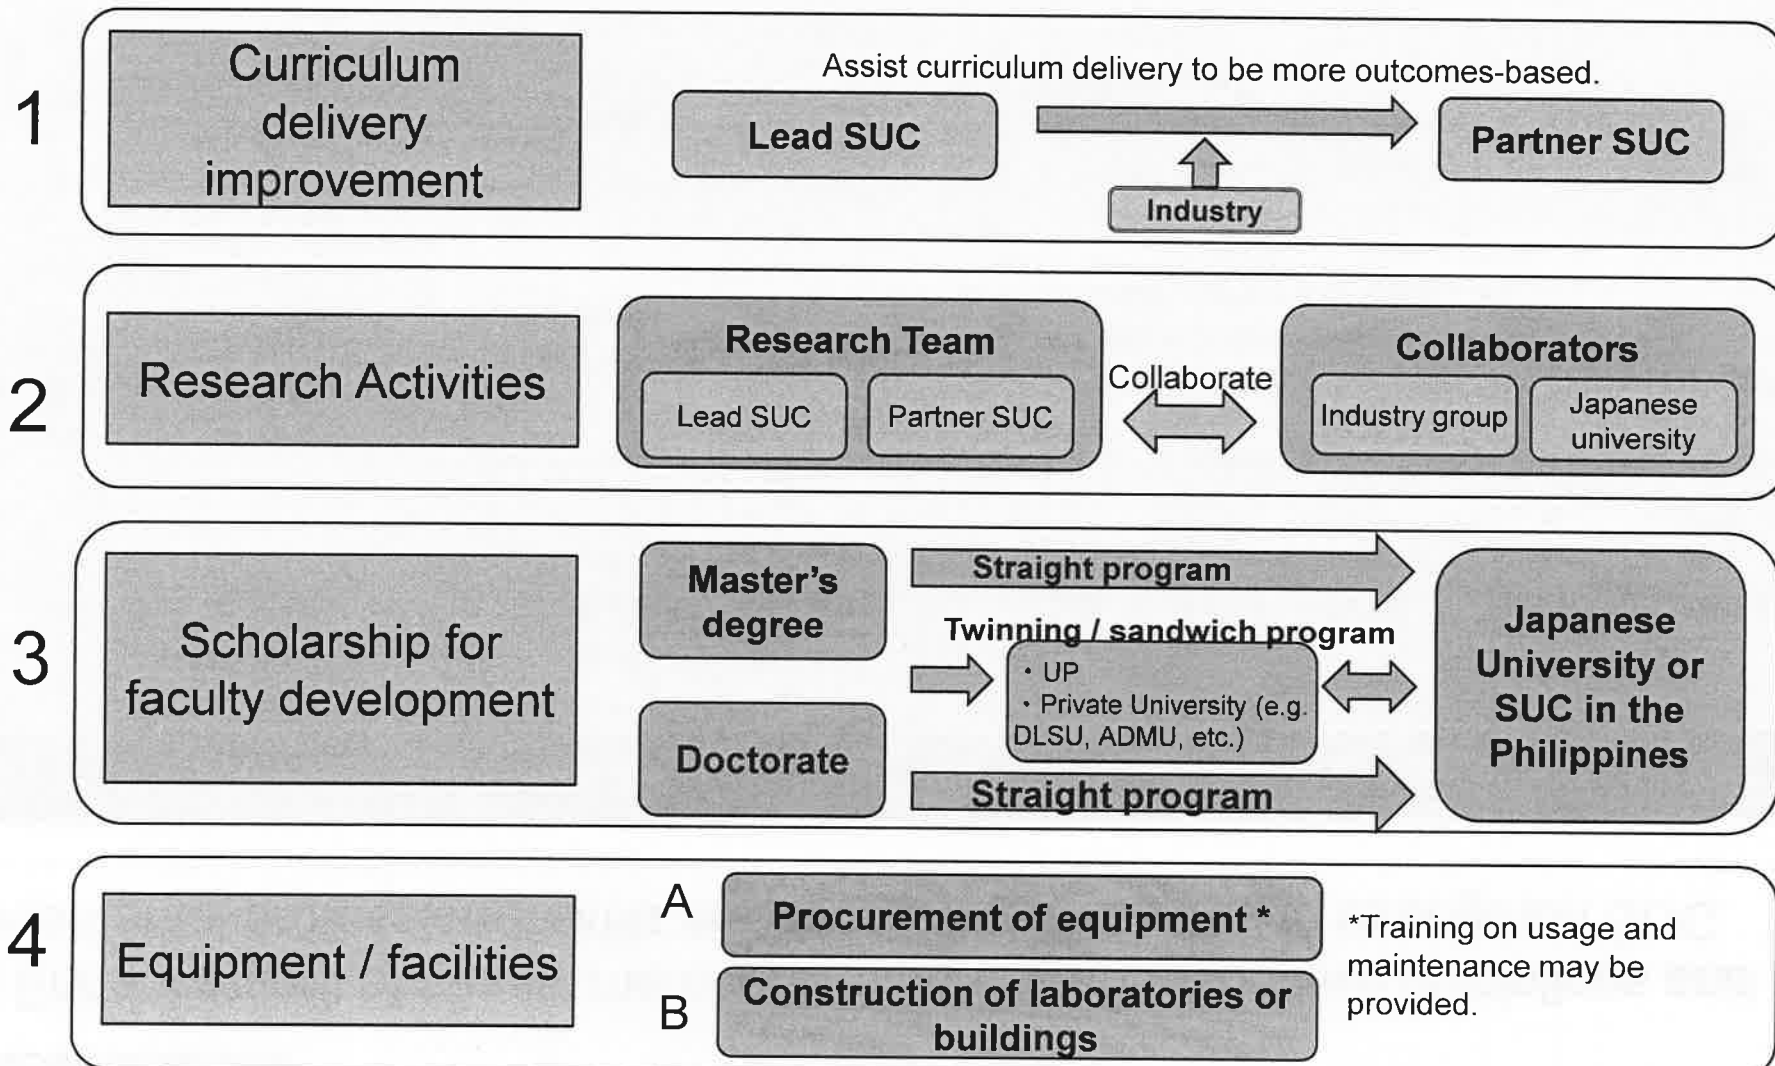 1
Curriculum
delivery
improvement
Assist curriculum delivery to be more outcomes-based.
Lead SUC
Partner SUC
Industry
2
Research Activities
Research Team
Lead SUC
Partner SUC
Collaborate
Collaborators
Industry group
Japanese
university
3
Scholarship for
faculty development
Master's
degree
Doctorate
Straight program
Twinning / sandwich program
・UP
・Private University (e.g.
DLSU, ADMU, etc.)
Straight program
Japanese
University or
SUC in the
Philippines
4
Equipment / facilities
A
Procurement of equipment *
B
Construction of laboratories or
buildings
*Training on usage and
maintenance may be
provided.